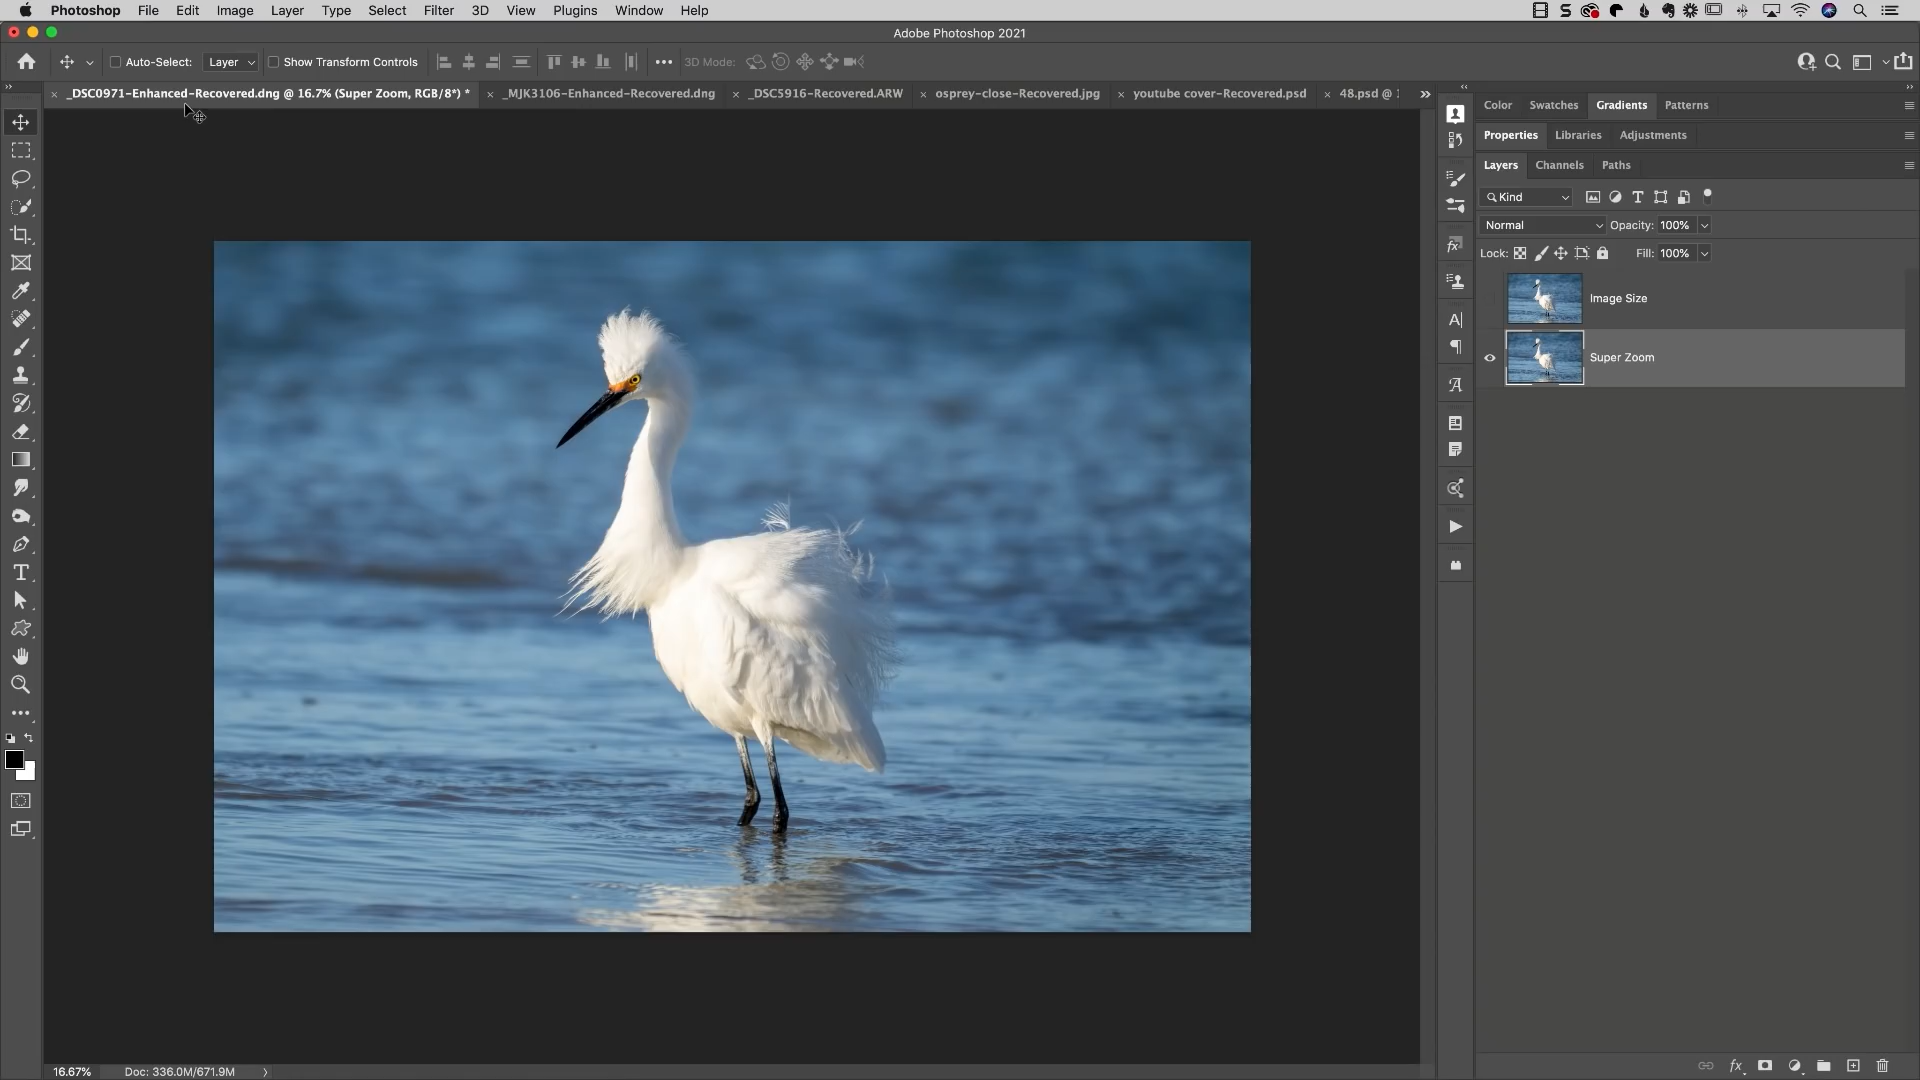 Photoshop File Edit Image Layer Type Select Filter 3D View Plugins Window Help
Adobe Photoshop 2021
Auto-Select: Layer Show Transform Controls 3D Mode:
_DSC0971-Enhanced-Recovered.dng @ 16.7% (Super Zoom, RGB/8*) * _MJK3106-Enhanced-Recovered.dng _DSC5916-Recovered.ARW osprey-close-Recovered.jpg youtube cover-Recovered.psd 48.psd @
Color Swatches Gradients Patterns
Properties Libraries Adjustments
Layers Channels Paths
Kind
Normal Opacity: 100%
Lock: Fill: 100%
Image Size
Super Zoom
16.67% Doc: 336.0M/671.9M